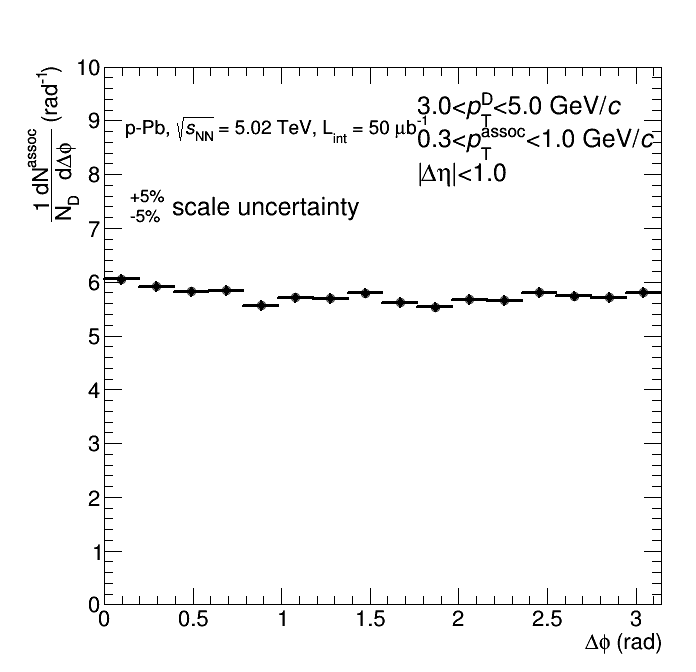 1 dN^assoc / N_D dΔφ (rad^-1)
p-Pb, √s_NN = 5.02 TeV, L_int = 50 μb^-1
3.0<p_T^D<5.0 GeV/c
0.3<p_T^assoc<1.0 GeV/c
|Δη|<1.0
+5%
-5% scale uncertainty
10
9
8
7
6
5
4
3
2
1
0
0 0.5 1 1.5 2 2.5 3
Δφ (rad)